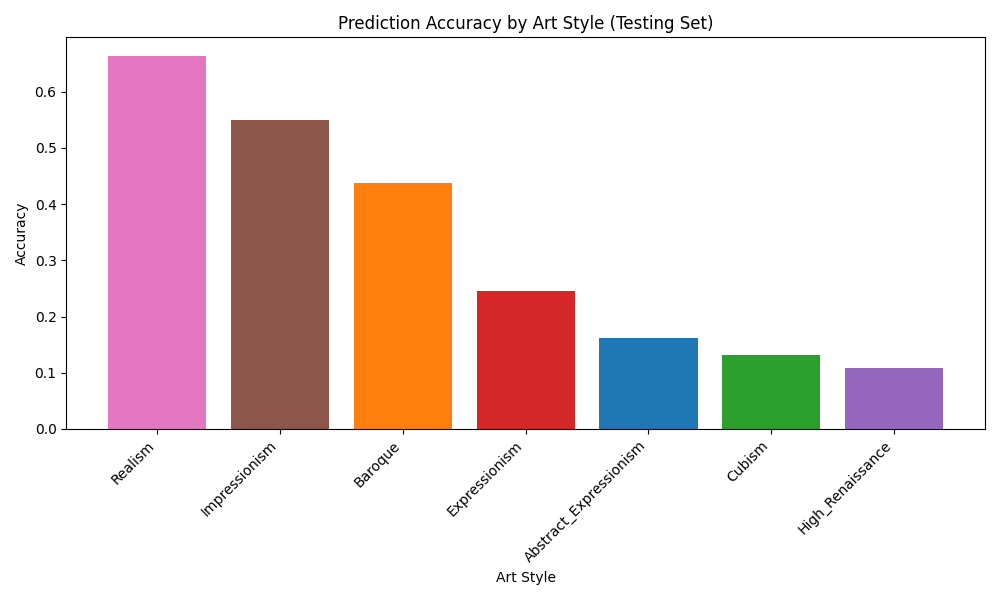 Prediction Accuracy by Art Style (Testing Set)
Accuracy
0.6
0.5
0.4
0.3
0.2
0.1
0.0
Realism
Impressionism
Baroque
Expressionism
Abstract_Expressionism
Cubism
High_Renaissance
Art Style